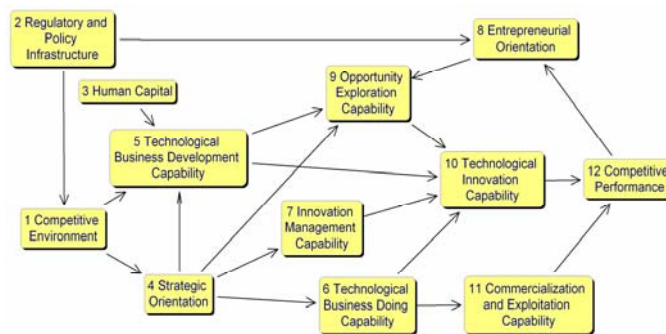 2 Regulatory and
Policy
Infrastructure
8 Entrepreneurial
Orientation
9 Opportunity
Exploration
Capability
3 Human Capital
5 Technological
Business Development
Capability
10 Technological
Innovation
Capability
12 Competitive
Performance
1 Competitive
Environment
7 Innovation
Management
Capability
4 Strategic
Orientation
6 Technological
Business Doing
Capability
11 Commercialization
and Exploitation
Capability